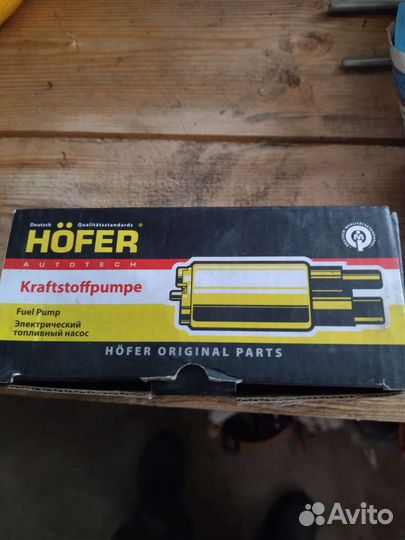 Deutsch Qualitätsstandards
HÖFER
AUTOTECH
Kraftstoffpumpe
Fuel Pump
Электрический
топливный насос
HÖFER ORIGINAL PARTS
Avito